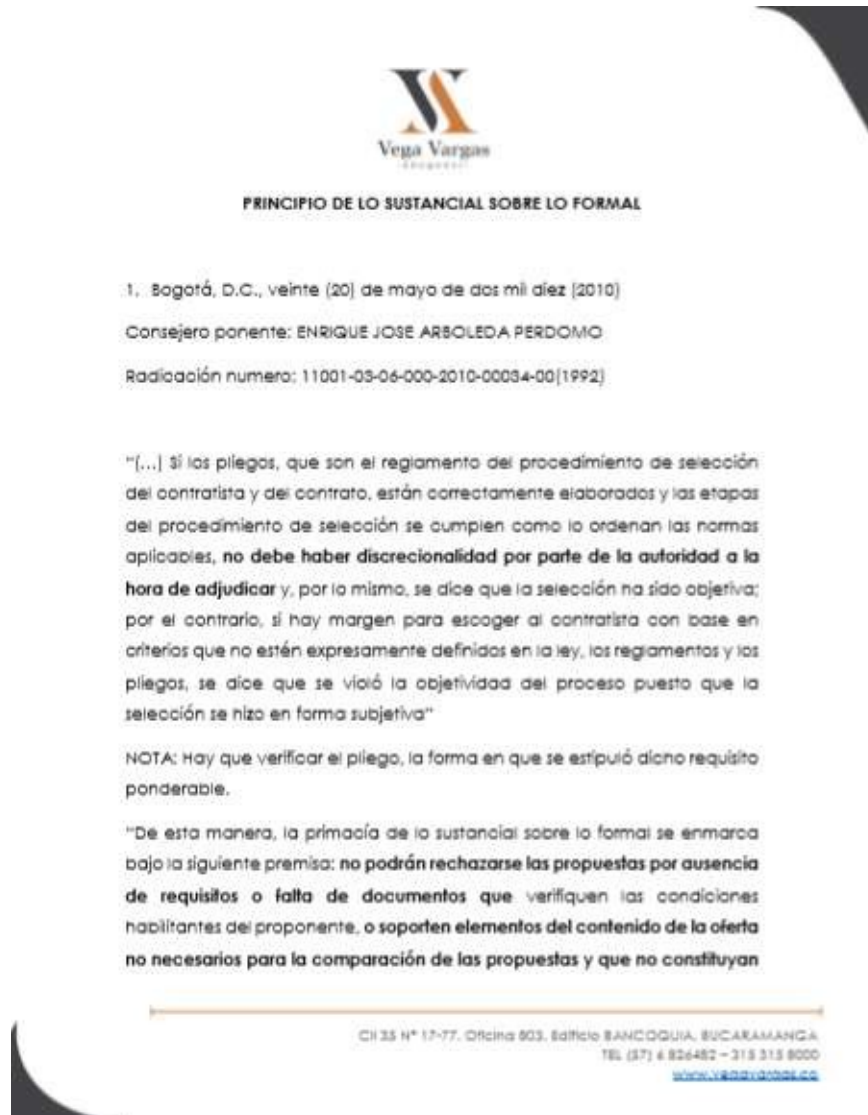 Vega Vargas
PRINCIPIO DE LO SUSTANCIAL SOBRE LO FORMAL
1. Bogotá, D.C., veinte (20) de mayo de dos mil diez (2010)
Consejero ponente: ENRIQUE JOSE ARBOLEDA PERDOMO
Radicación numero: 11001-03-06-000-2010-00034-00(1992)
"(...) Si los pliegos, que son el reglamento del procedimiento de selección
del contratista y del contrato, están correctamente elaborados y las etapas
del procedimiento de selección se cumplen como lo ordenan las normas
aplicables, no debe haber discrecionalidad por parte de la autoridad a la
hora de adjudicar y, por lo mismo, se dice que la selección ha sido objetiva;
por el contrario, si hay margen para escoger al contratista con base en
criterios que no estén expresamente definidos en la ley, los reglamentos y los
pliegos, se dice que se violó la objetividad del proceso puesto que la
selección se hizo en forma subjetiva"
NOTA: Hay que verificar el pliego, la forma en que se estipuló dicho requisito
ponderable.
"De esta manera, la primacía de lo sustancial sobre lo formal se enmarca
bajo la siguiente premisa: no podrán rechazarse las propuestas por ausencia
de requisitos o falta de documentos que verifiquen las condiciones
habilitantes del proponente, o soporten elementos del contenido de la oferta
no necesarios para la comparación de las propuestas y que no constituyan
Cll 35 N° 17-77. Oficina 803. Edificio BANCOQUIA. BUCARAMANGA
TEL (57) 6 826482 – 315 315 8000
www.vegavargas.co